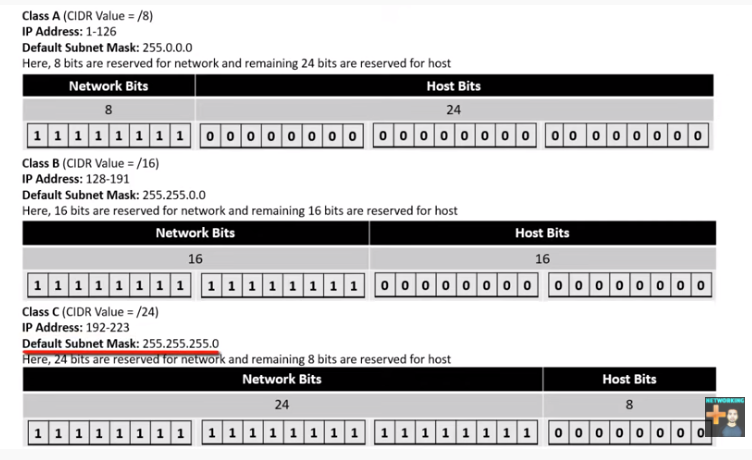 Class A (CIDR Value = /8)
IP Address: 1-126
Default Subnet Mask: 255.0.0.0
Here, 8 bits are reserved for network and remaining 24 bits are reserved for host
Network Bits Host Bits
8 24
1 1 1 1 1 1 1 1 0 0 0 0 0 0 0 0 0 0 0 0 0 0 0 0 0 0 0 0 0 0 0 0
Class B (CIDR Value = /16)
IP Address: 128-191
Default Subnet Mask: 255.255.0.0
Here, 16 bits are reserved for network and remaining 16 bits are reserved for host
Network Bits Host Bits
16 16
1 1 1 1 1 1 1 1 1 1 1 1 1 1 1 1 0 0 0 0 0 0 0 0 0 0 0 0 0 0 0 0
Class C (CIDR Value = /24)
IP Address: 192-223
Default Subnet Mask: 255.255.255.0
Here, 24 bits are reserved for network and remaining 8 bits are reserved for host
Network Bits Host Bits
24 8
1 1 1 1 1 1 1 1 1 1 1 1 1 1 1 1 1 1 1 1 1 1 1 1 0 0 0 0 0 0 0 0
NETWORKING